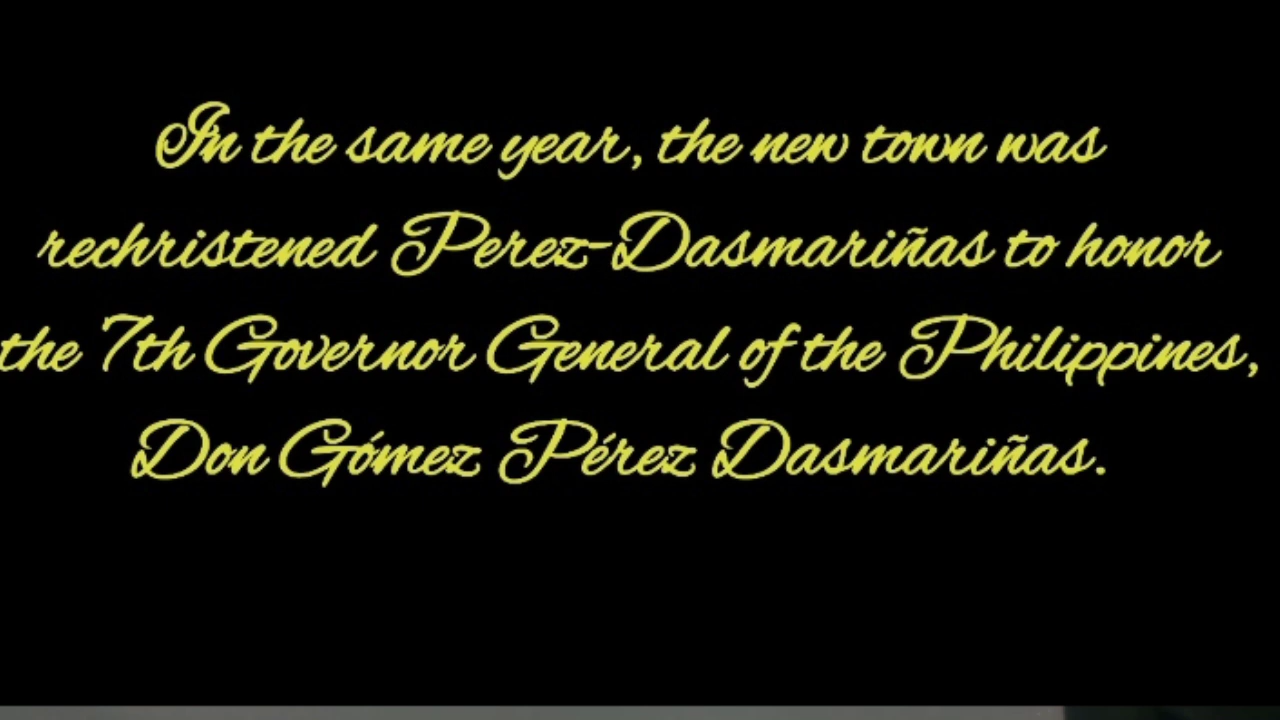 In the same year, the new town was
rechristened Perez-Dasmariñas to honor
the 7th Governor General of the Philippines,
Don Gómez Pérez Dasmariñas.